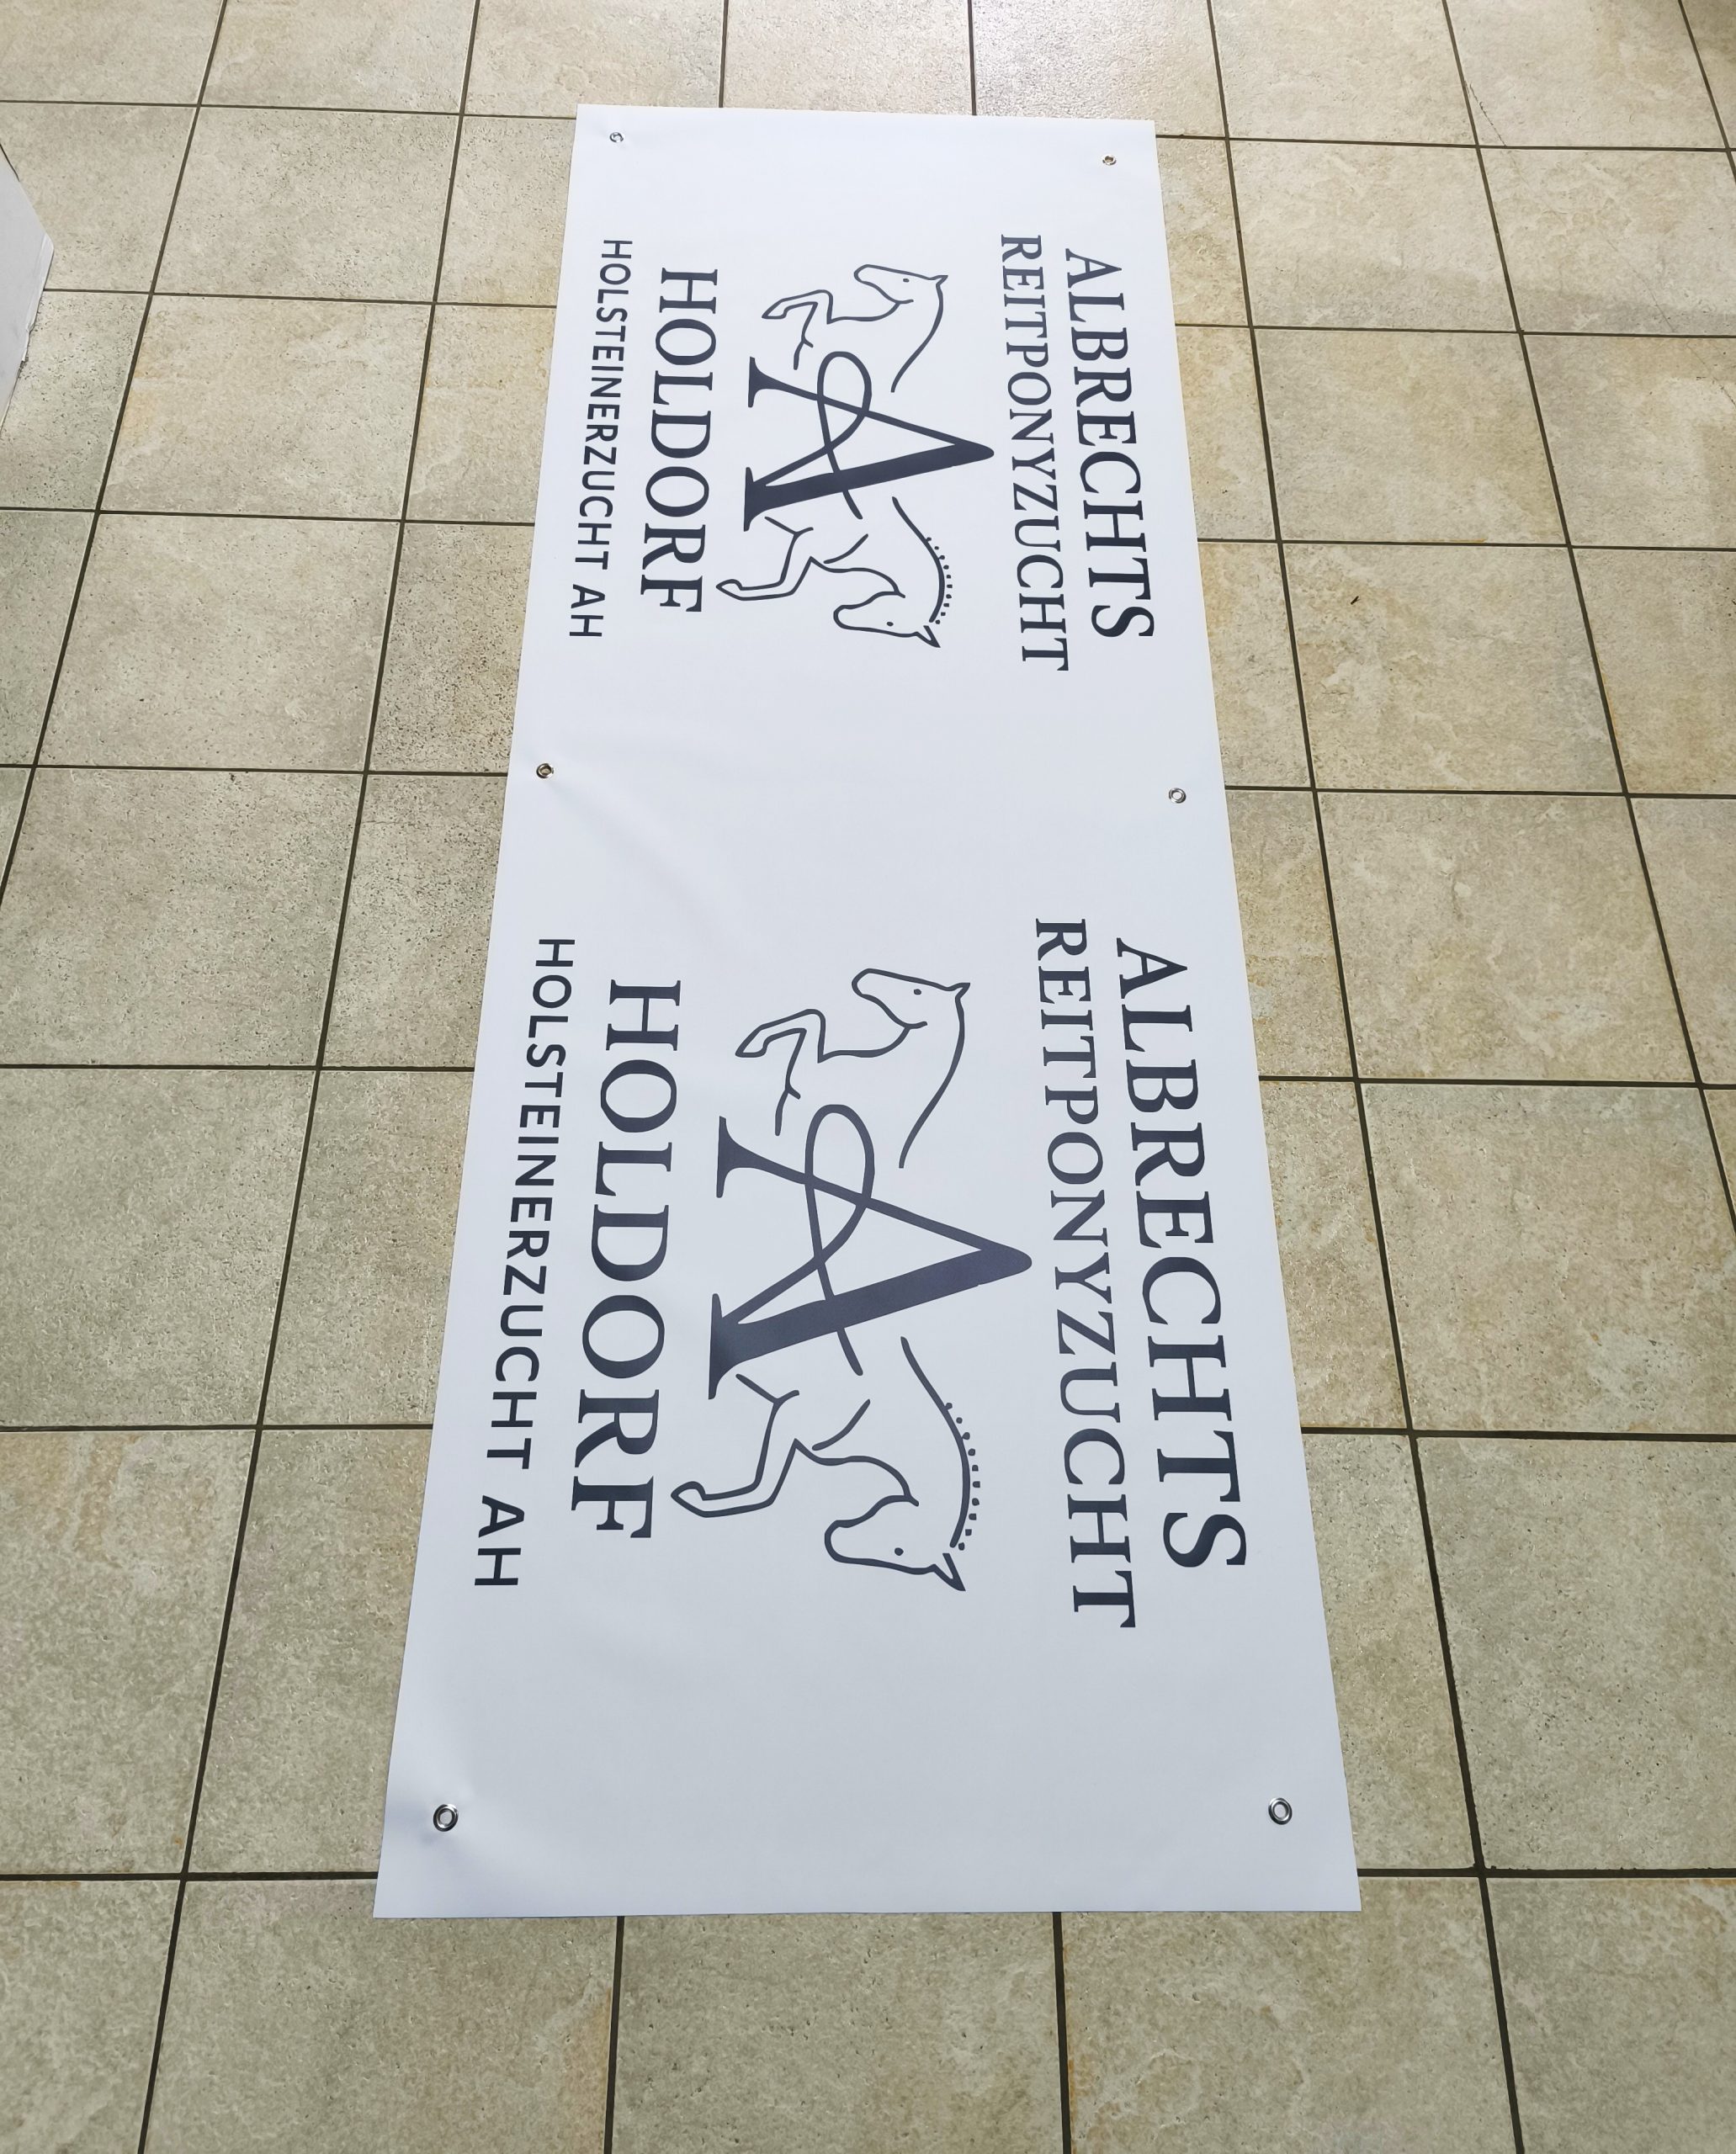 ALBRECHTS
REITPONYZUCHT
A
HOLDORF
HOLSTEINERZUCHT AH
ALBRECHTS
REITPONYZUCHT
A
HOLDORF
HOLSTEINERZUCHT AH